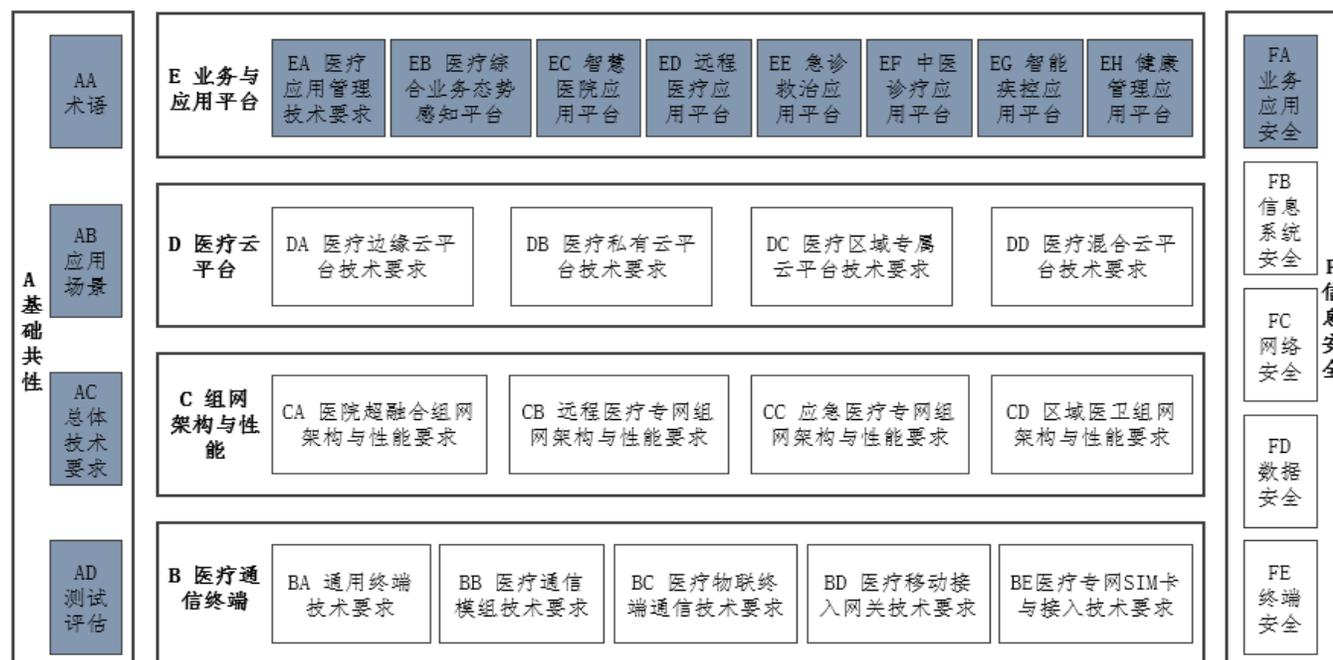 A
基
础
共
性
AA
术语
AB
应用
场景
AC
总体
技术
要求
AD
测试
评估
E 业务与
应用平台
EA 医疗
应用管理
技术要求
EB 医疗综
合业务态势
感知平台
EC 智慧
医院应
用平台
ED 远程
医疗应
用平台
EE 急诊
救治应
用平台
EF 中医
诊疗应
用平台
EG 智能
疾控应
用平台
EH 健康
管理应
用平台
D 医疗云
平台
DA 医疗边缘云平
台技术要求
DB 医疗私有云平
台技术要求
DC 医疗区域专属
云平台技术要求
DD 医疗混合云平
台技术要求
C 组网
架构与性
能
CA 医院超融合组网
架构与性能要求
CB 远程医疗专网组
网架构与性能要求
CC 应急医疗专网组
网架构与性能要求
CD 区域医卫组网
架构与性能要求
B 医疗通
信终端
BA 通用终端
技术要求
BB 医疗通信
模组技术要求
BC 医疗物联终
端通信技术要求
BD 医疗移动接
入网关技术要求
BE医疗专网SIM卡
与接入技术要求
FA
业务
应用
安全
FB
信息
系统
安全
FC
网络
安全
FD
数据
安全
FE
终端
安全